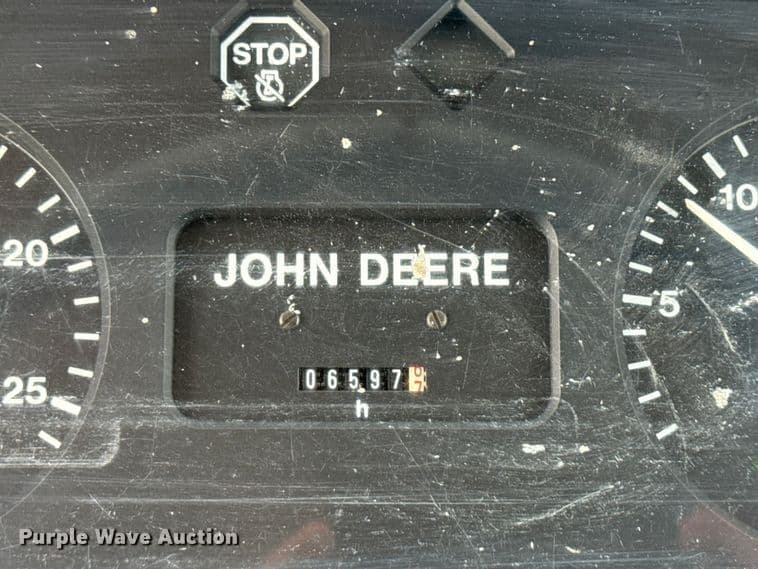 STOP
10
20
JOHN DEERE
5
06597
25
h
Purple Wave Auction